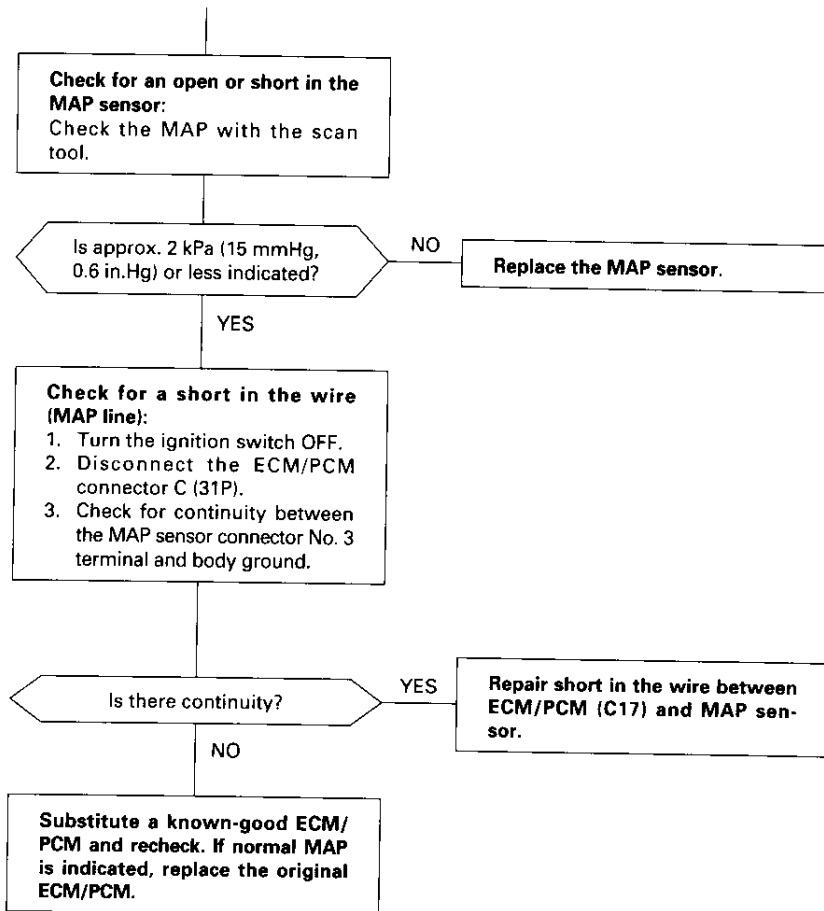 Check for an open or short in the
MAP sensor:
Check the MAP with the scan
tool.
Is approx. 2 kPa (15 mmHg,
0.6 in.Hg) or less indicated?
NO
Replace the MAP sensor.
YES
Check for a short in the wire
(MAP line):
1. Turn the ignition switch OFF.
2. Disconnect the ECM/PCM
connector C (31P).
3. Check for continuity between
the MAP sensor connector No. 3
terminal and body ground.
Is there continuity?
YES
Repair short in the wire between
ECM/PCM (C17) and MAP sen-
sor.
NO
Substitute a known-good ECM/
PCM and recheck. If normal MAP
is indicated, replace the original
ECM/PCM.